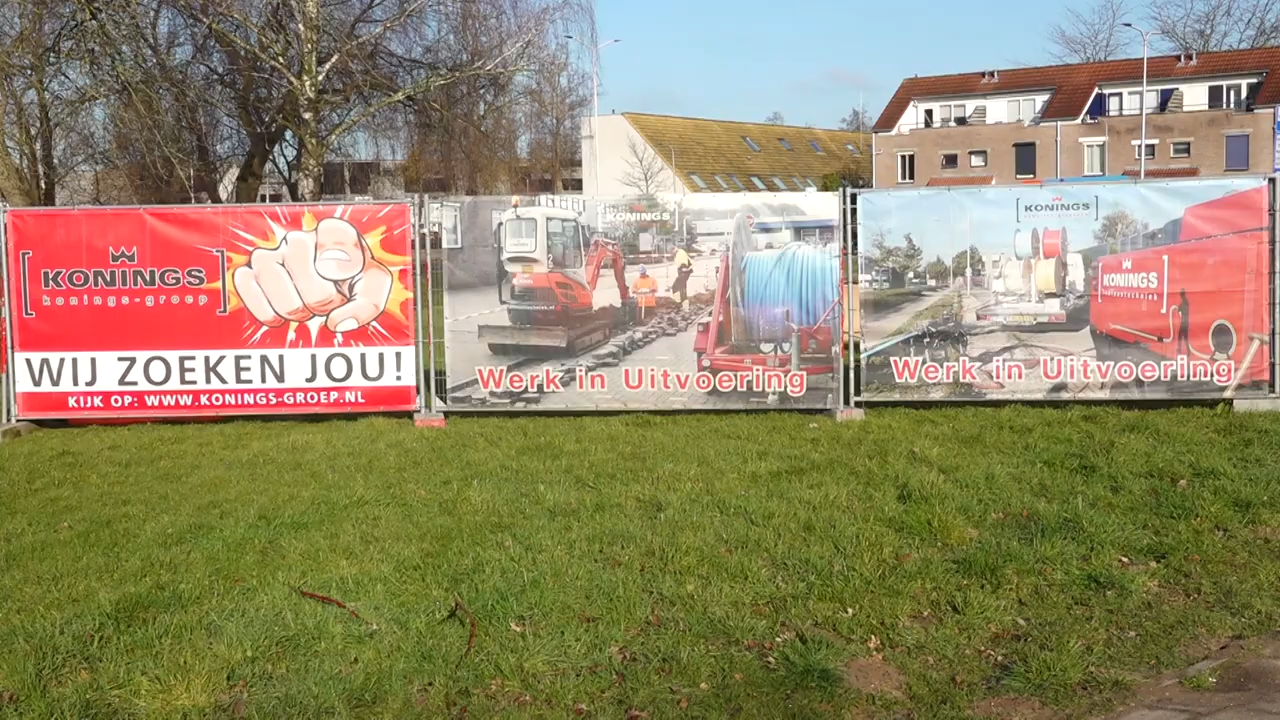 KONINGS
konings-groep
WIJ ZOEKEN JOU!
KIJK OP: WWW.KONINGS-GROEP.NL
KONINGS
Werk in Uitvoering
KONINGS
KONINGS
Werk in Uitvoering